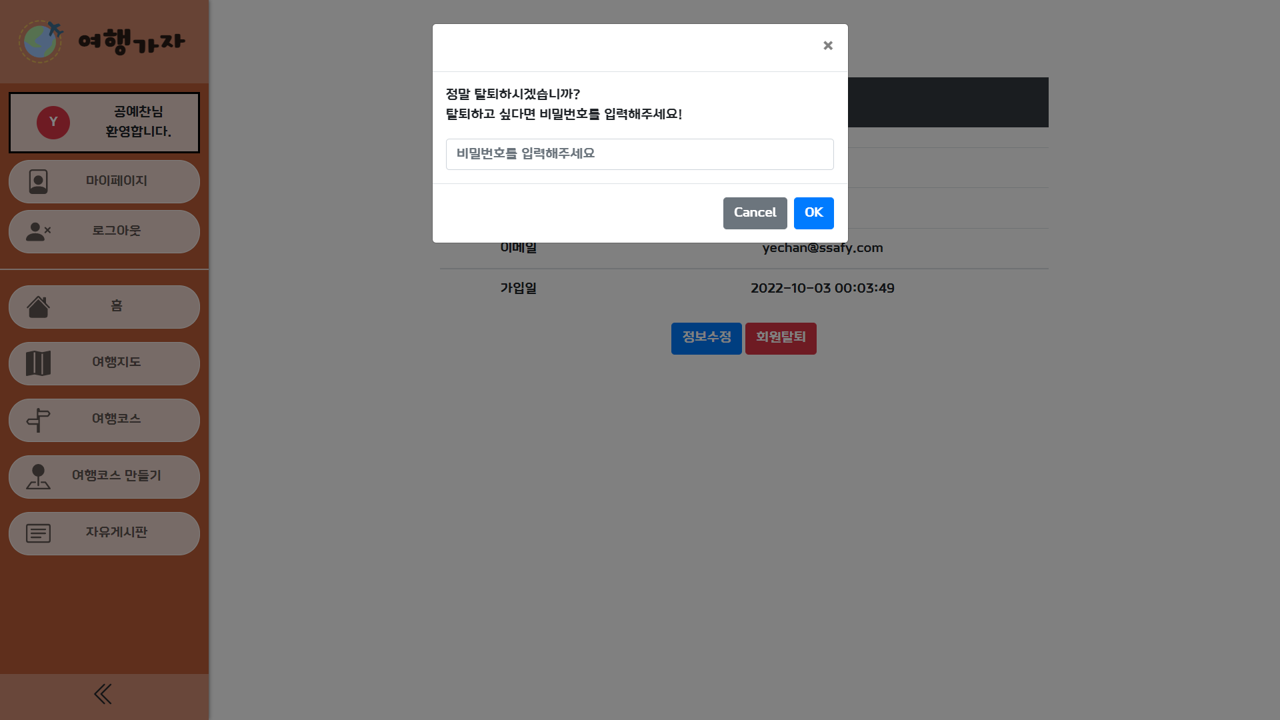 여행가자
Y
공예찬님
환영합니다.
마이페이지
로그아웃
홈
여행지도
여행코스
여행코스 만들기
자유게시판
×
정말 탈퇴하시겠습니까?
탈퇴하고 싶다면 비밀번호를 입력해주세요!
비밀번호를 입력해주세요
Cancel OK
이메일 yechan@ssafy.com
가입일 2022-10-03 00:03:49
정보수정 회원탈퇴